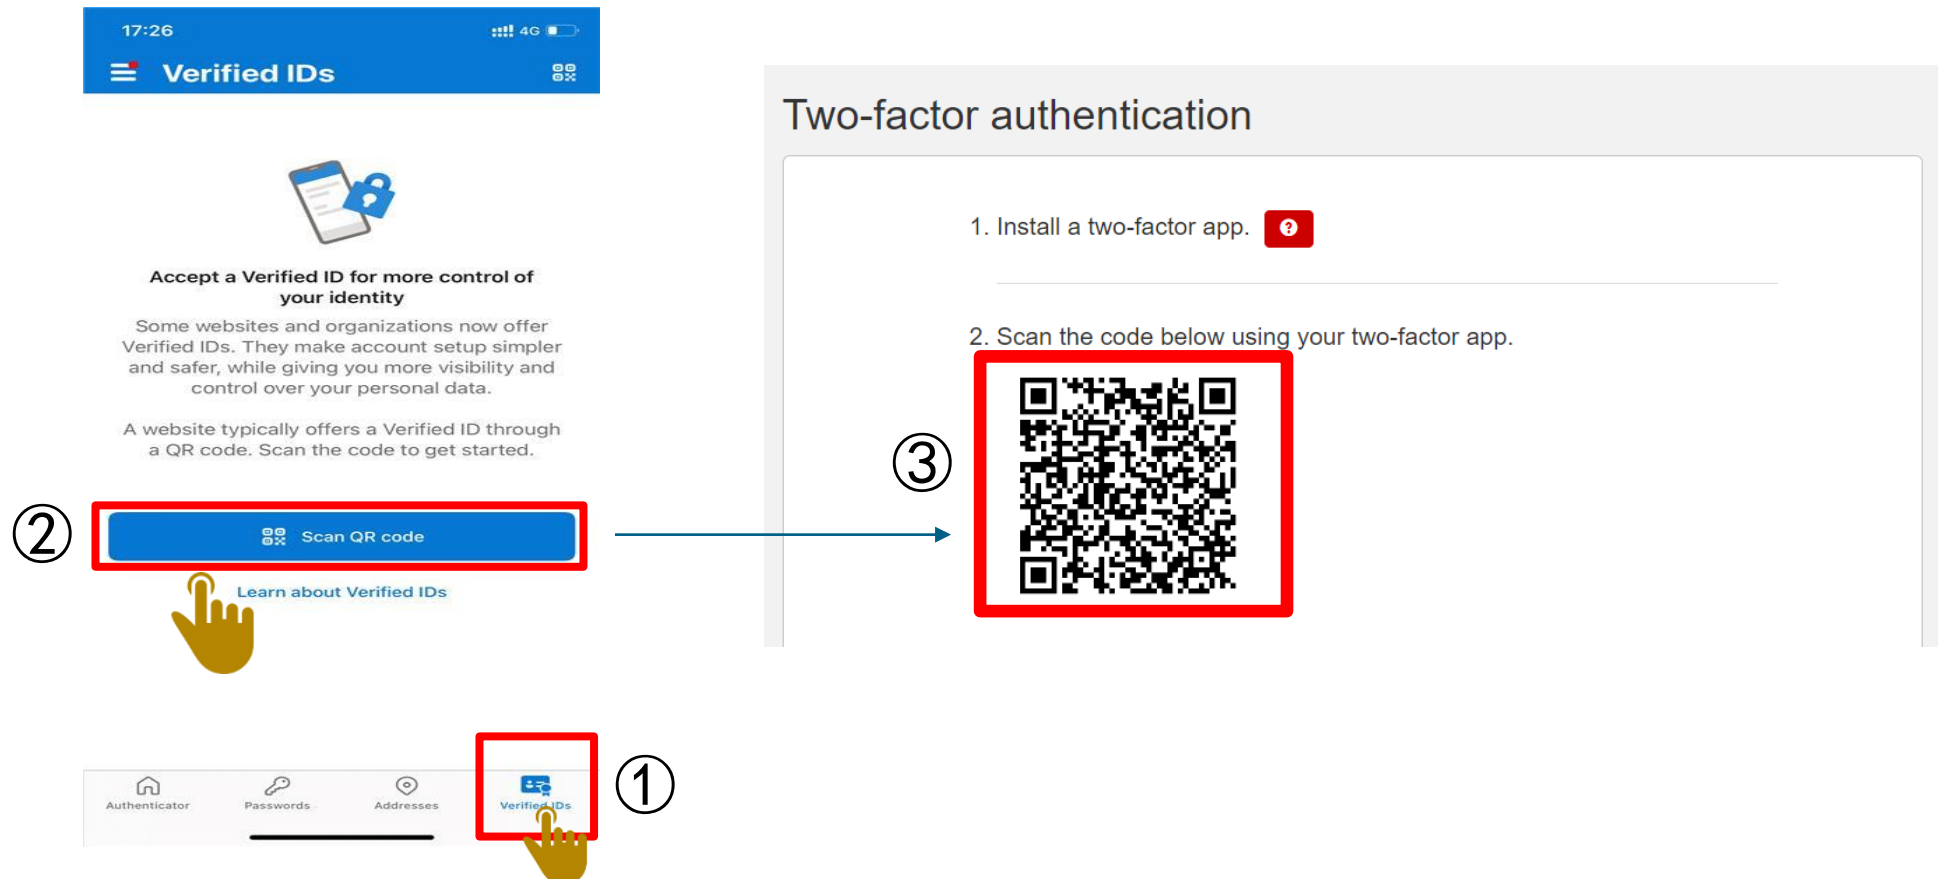 17:26
4G
Verified IDs
Accept a Verified ID for more control of
your identity
Some websites and organizations now offer
Verified IDs. They make account setup simpler
and safer, while giving you more visibility and
control over your personal data.
A website typically offers a Verified ID through
a QR code. Scan the code to get started.
②
Scan QR code
Learn about Verified IDs
Authenticator
Passwords
Addresses
Verified IDs
①
Two-factor authentication
1. Install a two-factor app.
2. Scan the code below using your two-factor app.
③